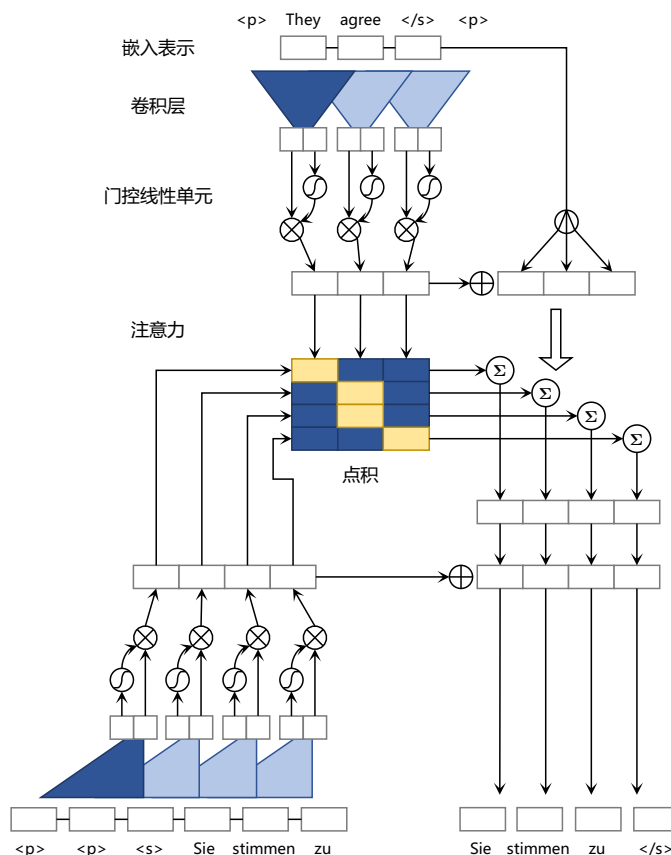 <p> They agree </s> <p>
嵌入表示
卷积层
门控线性单元
注意力
Σ
Σ
Σ
Σ
点积
<p> <p> <s> Sie stimmen zu
Sie stimmen zu </s>